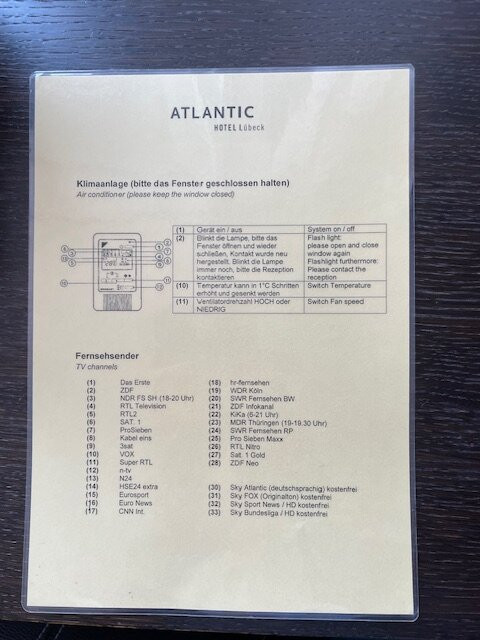 ATLANTIC
HOTEL Lübeck
Klimaanlage (bitte das Fenster geschlossen halten)
Air conditioner (please keep the window closed)
(1) Gerät ein / aus System on / off
(2) Blinkt die Lampe, bitte das Flash light:
Fenster öffnen und wieder please open and close
schließen, Kontakt wurde neu window again
hergestellt. Blinkt die Lampe Flashlight furthermore:
immer noch, bitte die Rezeption Please contact the
kontaktieren reception
(10) Temperatur kann in 1°C Schritten Switch Temperature
erhöht und gesenkt werden
(11) Ventilatordrehzahl HOCH oder Switch Fan speed
NIEDRIG
Fernsehsender
TV channels
(1) Das Erste
(2) ZDF
(3) NDR FS SH (18-20 Uhr)
(4) RTL Television
(5) RTL2
(6) SAT. 1
(7) ProSieben
(8) Kabel eins
(9) 3sat
(10) VOX
(11) Super RTL
(12) n-tv
(13) N24
(14) HSE24 extra
(15) Eurosport
(16) Euro News
(17) CNN Int.
(18) hr-fernsehen
(19) WDR Köln
(20) SWR Fernsehen BW
(21) ZDF Infokanal
(22) KiKa (6-21 Uhr)
(23) MDR Thüringen (19-19.30 Uhr)
(24) SWR Fernsehen RP
(25) Pro Sieben Maxx
(26) RTL Nitro
(27) Sat. 1 Gold
(28) ZDF Neo
(30) Sky Atlantic (deutschsprachig) kostenfrei
(31) Sky FOX (Originalton) kostenfrei
(32) Sky Sport News / HD kostenfrei
(33) Sky Bundesliga / HD kostenfrei